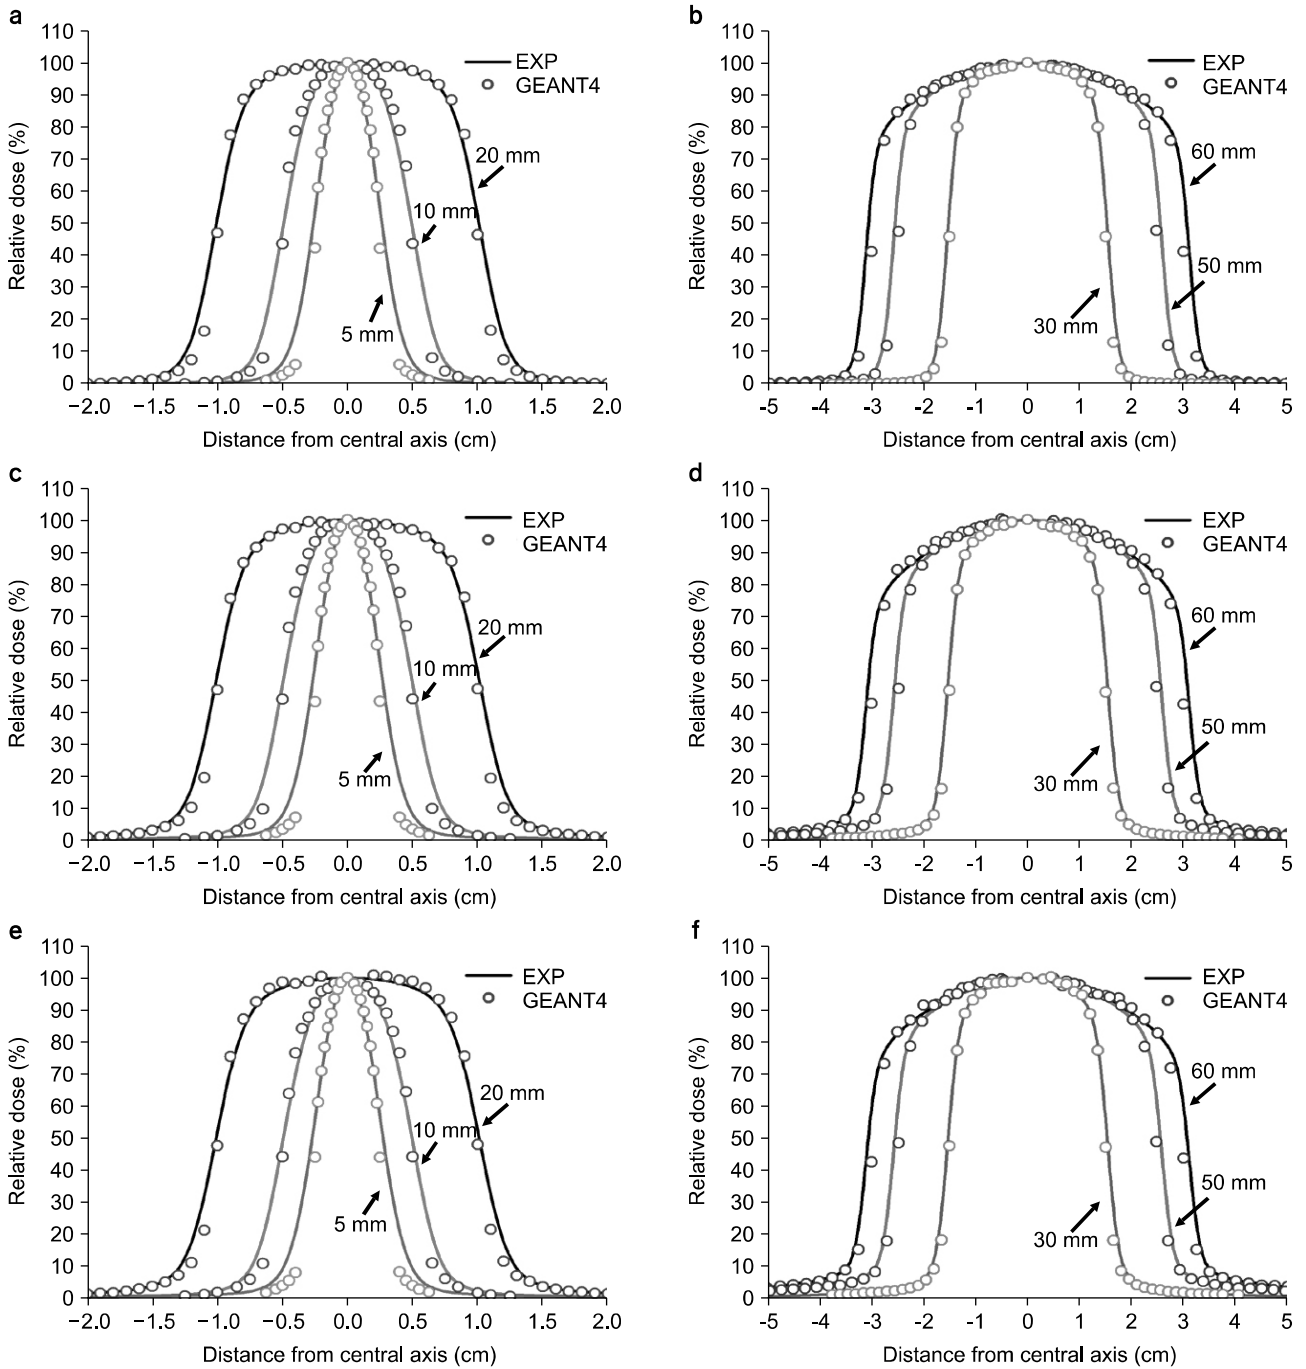 a
110
100
90
80
70
60
50
40
30
20
10
0
Relative dose (%)
EXP
GEANT4
20 mm
10 mm
5 mm
−2.0 −1.5 −1.0 −0.5 0.0 0.5 1.0 1.5 2.0
Distance from central axis (cm)
b
110
100
90
80
70
60
50
40
30
20
10
0
Relative dose (%)
EXP
GEANT4
60 mm
50 mm
30 mm
-5 -4 -3 -2 -1 0 1 2 3 4 5
Distance from central axis (cm)
c
110
100
90
80
70
60
50
40
30
20
10
0
Relative dose (%)
EXP
GEANT4
20 mm
10 mm
5 mm
−2.0 −1.5 −1.0 −0.5 0.0 0.5 1.0 1.5 2.0
Distance from central axis (cm)
d
110
100
90
80
70
60
50
40
30
20
10
0
Relative dose (%)
EXP
GEANT4
60 mm
50 mm
30 mm
-5 -4 -3 -2 -1 0 1 2 3 4 5
Distance from central axis (cm)
e
110
100
90
80
70
60
50
40
30
20
10
0
Relative dose (%)
EXP
GEANT4
20 mm
10 mm
5 mm
−2.0 −1.5 −1.0 −0.5 0.0 0.5 1.0 1.5 2.0
Distance from central axis (cm)
f
110
100
90
80
70
60
50
40
30
20
10
0
Relative dose (%)
EXP
GEANT4
60 mm
50 mm
30 mm
-5 -4 -3 -2 -1 0 1 2 3 4 5
Distance from central axis (cm)